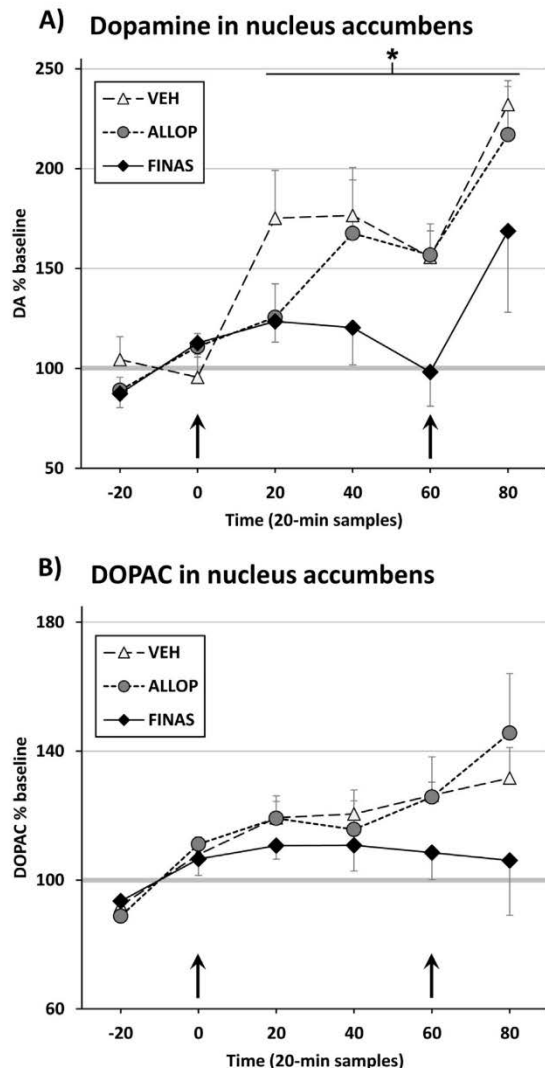 A) Dopamine in nucleus accumbens
*
250
200
150
100
50
DA % baseline
VEH
ALLOP
FINAS
-20 0 20 40 60 80
Time (20-min samples)
B) DOPAC in nucleus accumbens
180
140
100
60
DOPAC % baseline
VEH
ALLOP
FINAS
-20 0 20 40 60 80
Time (20-min samples)